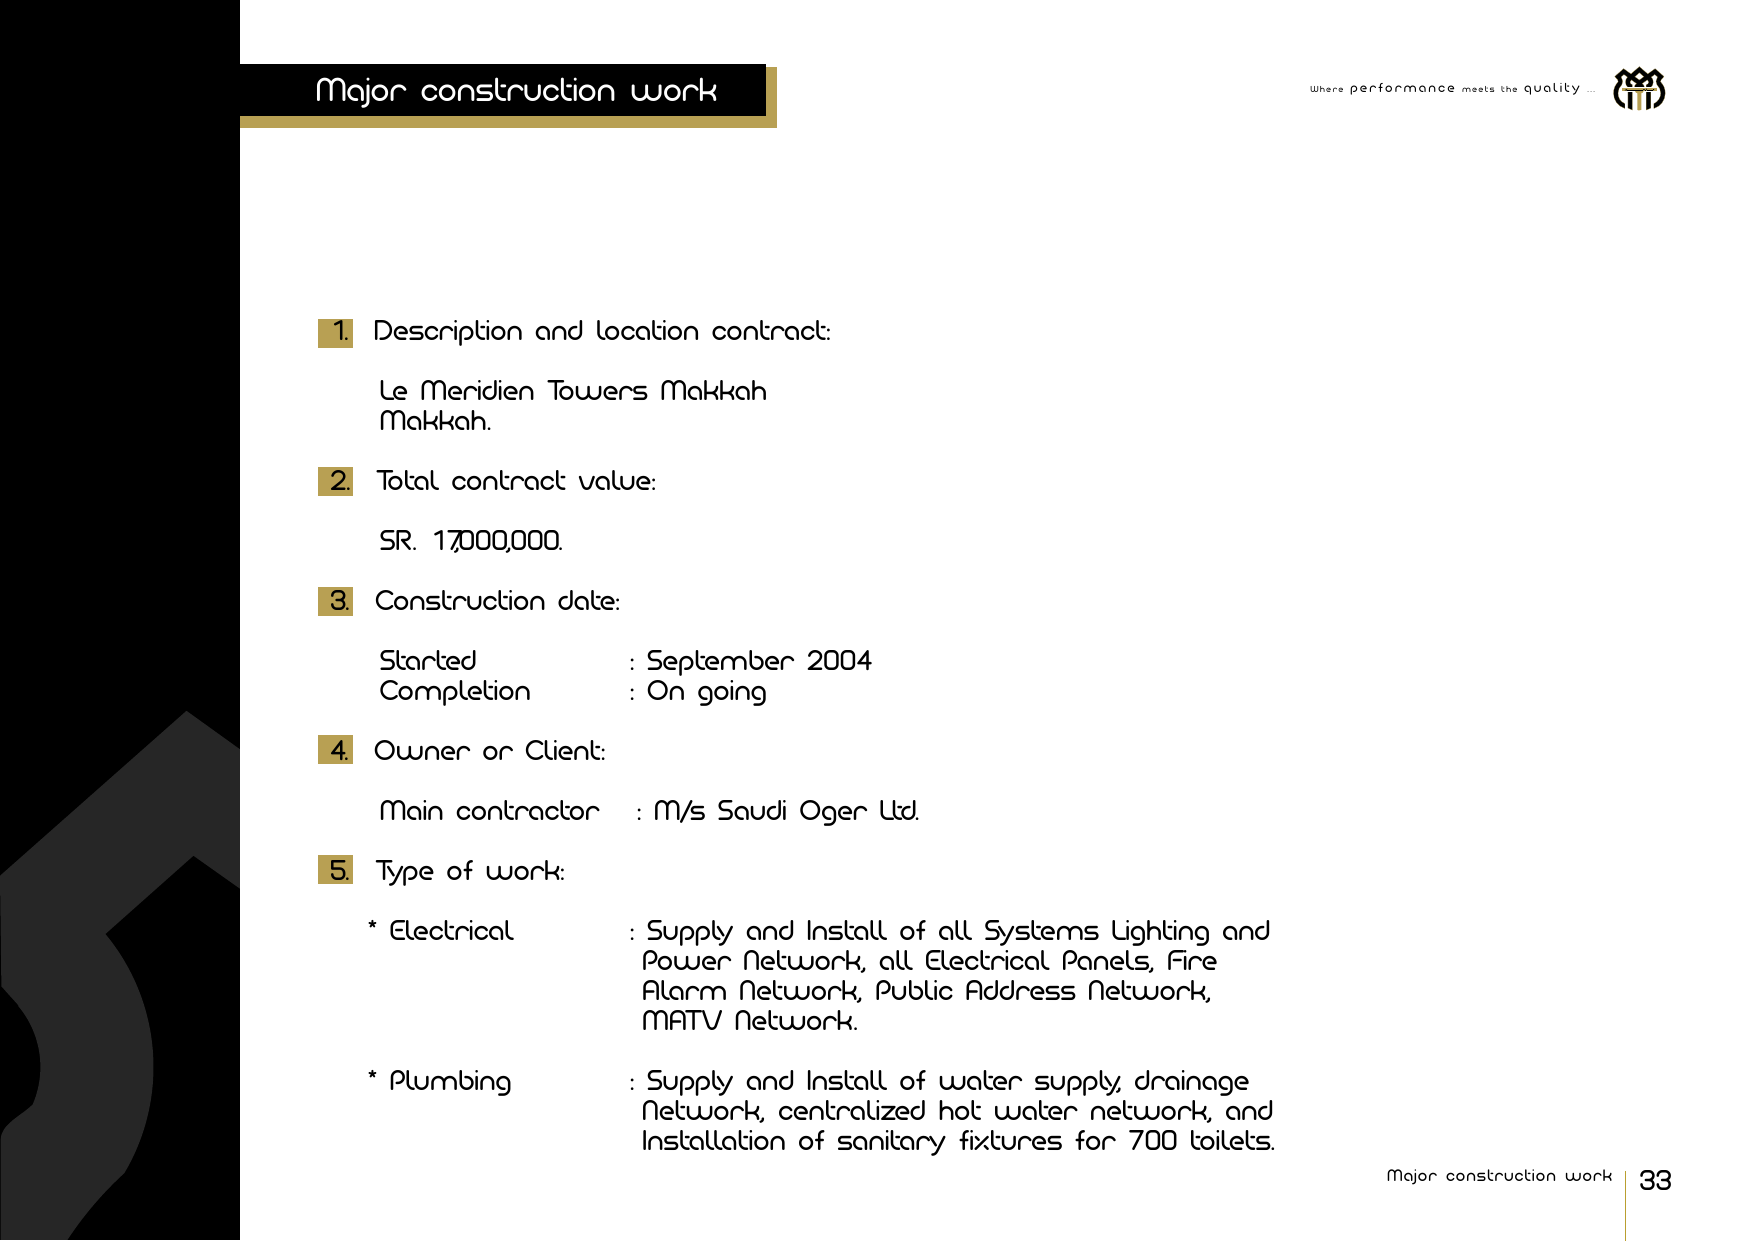 Major construction work
Where performance meets the quality ...
1. Description and location contract:
Le Meridien Towers Makkah
Makkah.
2. Total contract value:
SR. 17,000,000.
3. Construction date:
Started : September 2004
Completion : On going
4. Owner or Client:
Main contractor : M/s Saudi Oger Ltd.
5. Type of work:
* Electrical : Supply and Install of all Systems Lighting and
Power Network, all Electrical Panels, Fire
Alarm Network, Public Address Network,
MATV Network.
* Plumbing : Supply and Install of water supply, drainage
Network, centralized hot water network, and
Installation of sanitary fixtures for 700 toilets.
Major construction work 33